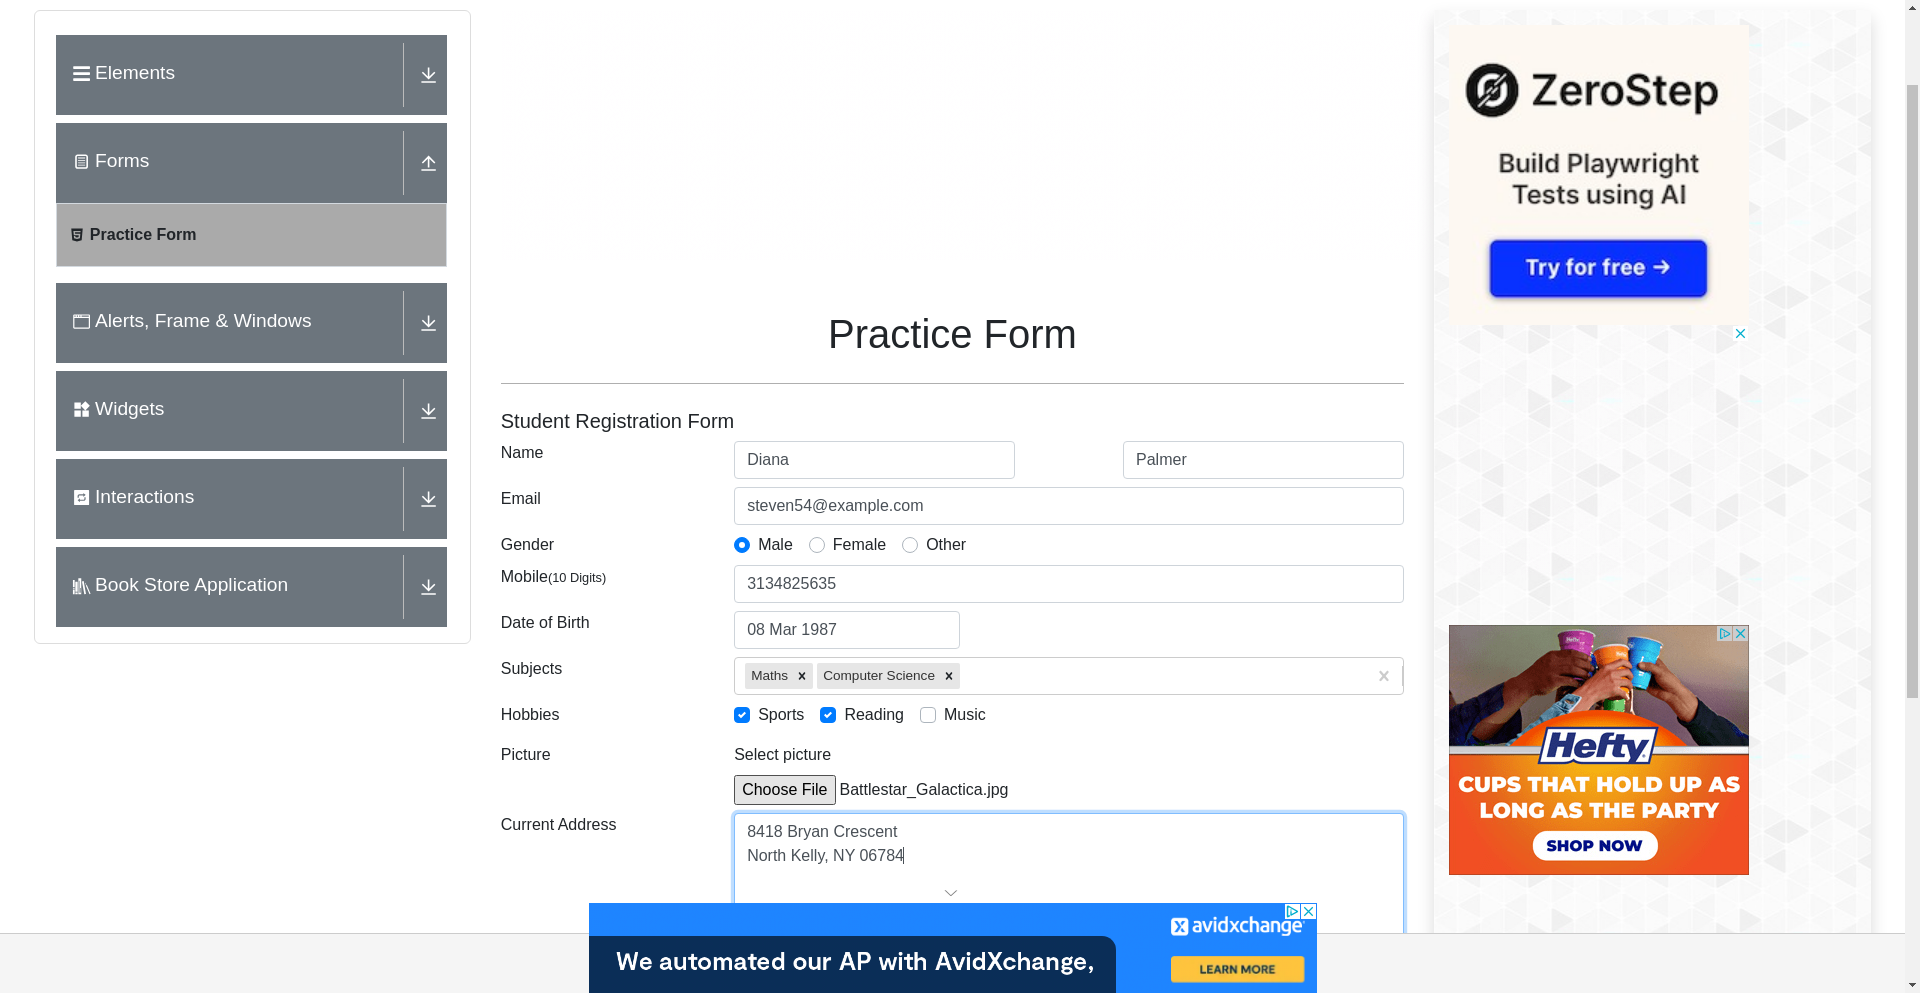 Elements
Forms
Practice Form
Alerts, Frame & Windows
Widgets
Interactions
Book Store Application
Practice Form
Student Registration Form
Name
Diana
Palmer
Email
steven54@example.com
Gender
Male
Female
Other
Mobile(10 Digits)
3134825635
Date of Birth
08 Mar 1987
Subjects
Maths
Computer Science
Hobbies
Sports
Reading
Music
Picture
Select picture
Choose File Battlestar_Galactica.jpg
Current Address
8418 Bryan Crescent
North Kelly, NY 06784
ZeroStep
Build Playwright
Tests using AI
Try for free →
Hefty
CUPS THAT HOLD UP AS
LONG AS THE PARTY
SHOP NOW
We automated our AP with AvidXchange,
avidxchange
LEARN MORE